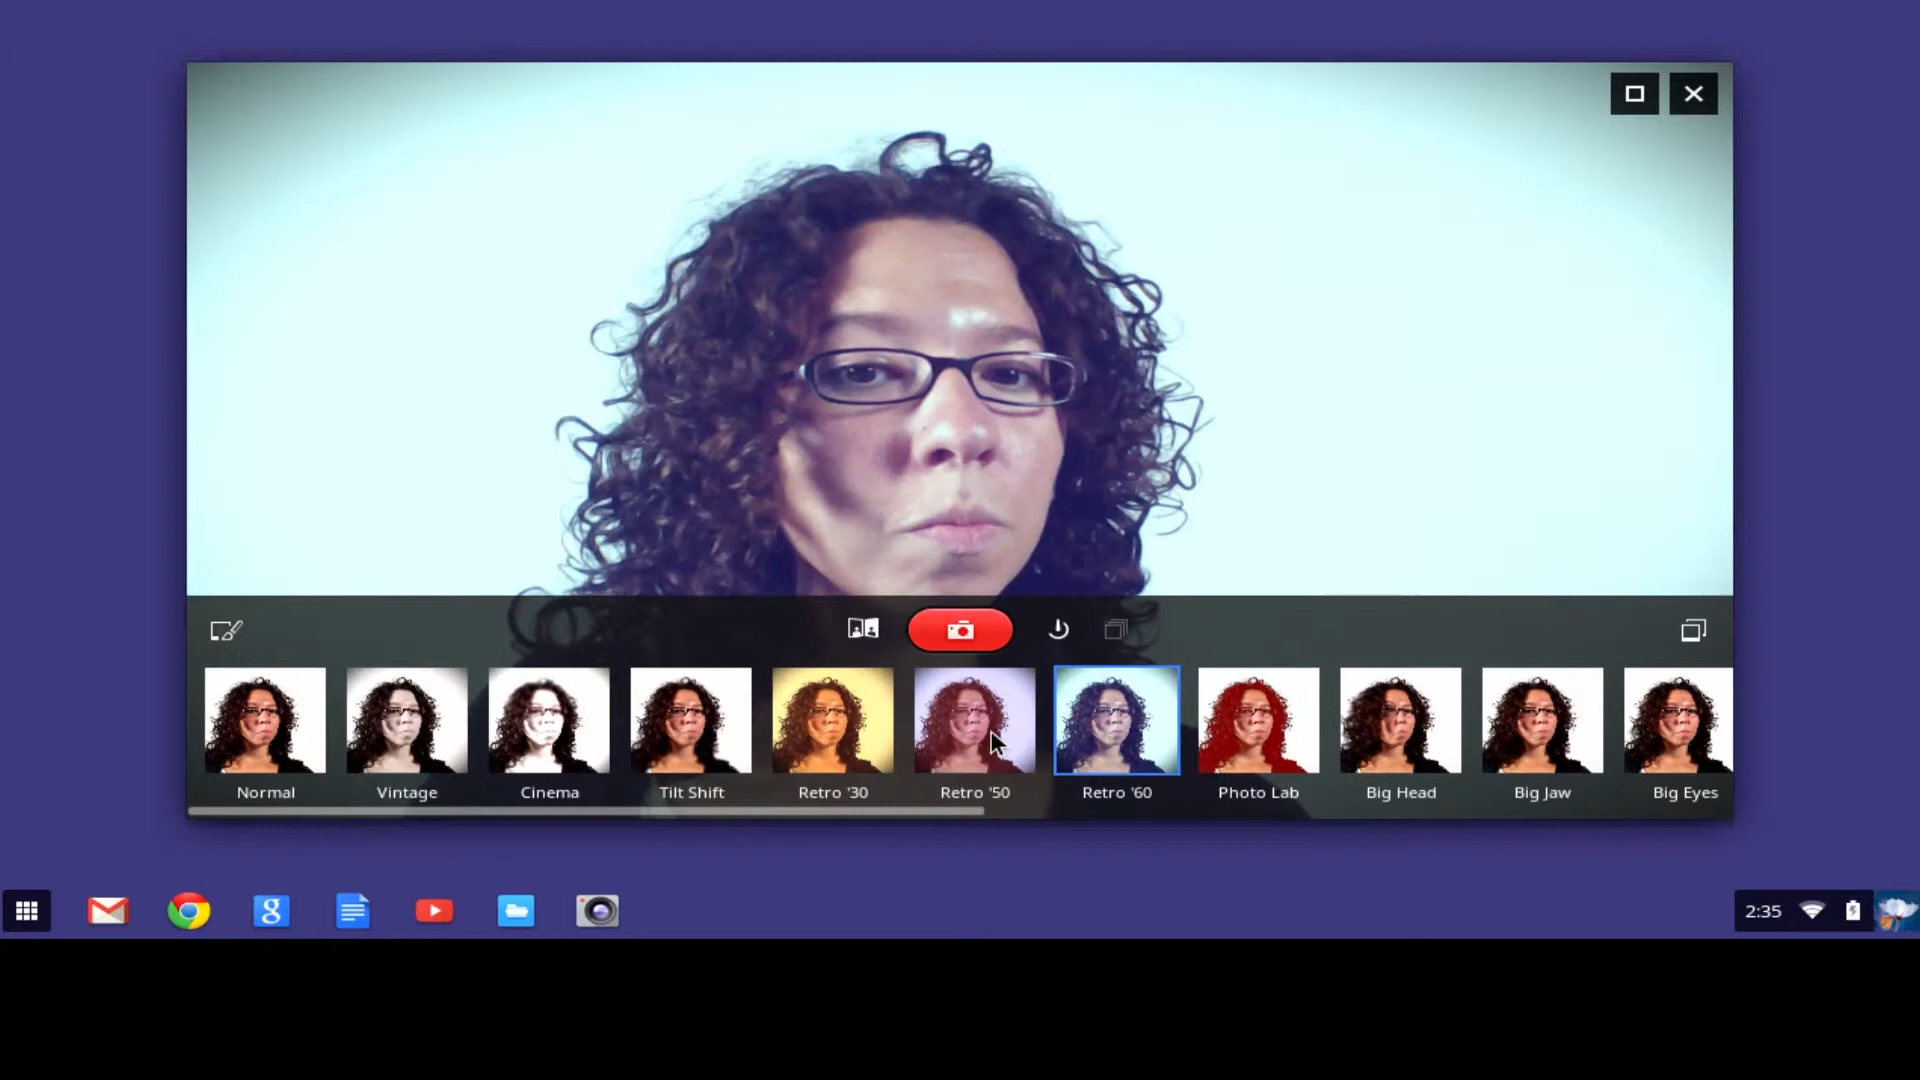 Normal
Vintage
Cinema
Tilt Shift
Retro '30
Retro '50
Retro '60
Photo Lab
Big Head
Big Jaw
Big Eyes
g
2:35